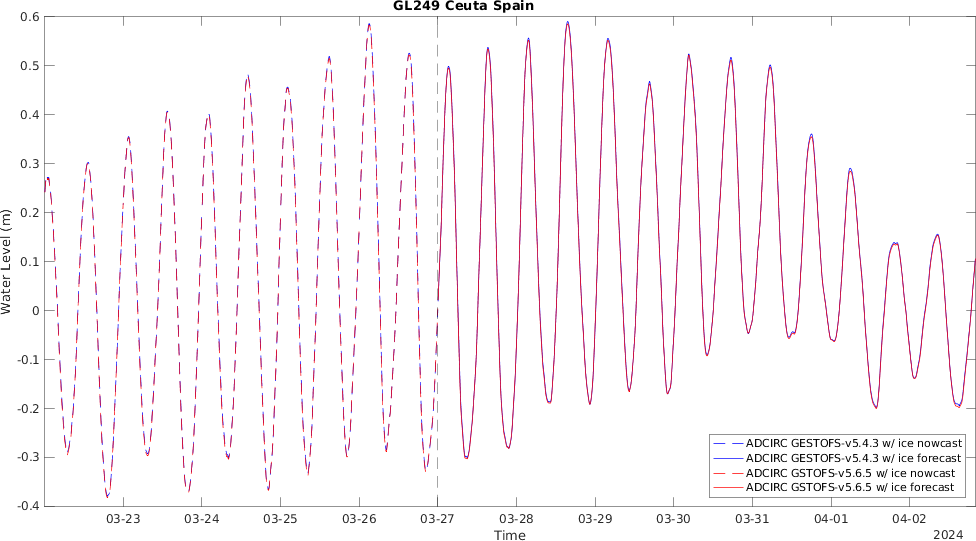 GL249 Ceuta Spain
0.6
0.5
0.4
0.3
0.2
0.1
0
-0.1
-0.2
-0.3
-0.4
Water Level (m)
ADCIRC GESTOFS-v5.4.3 w/ ice nowcast
ADCIRC GESTOFS-v5.4.3 w/ ice forecast
ADCIRC GSTOFS-v5.6.5 w/ ice nowcast
ADCIRC GSTOFS-v5.6.5 w/ ice forecast
03-23 03-24 03-25 03-26 03-27 03-28 03-29 03-30 03-31 04-01 04-02
Time
2024